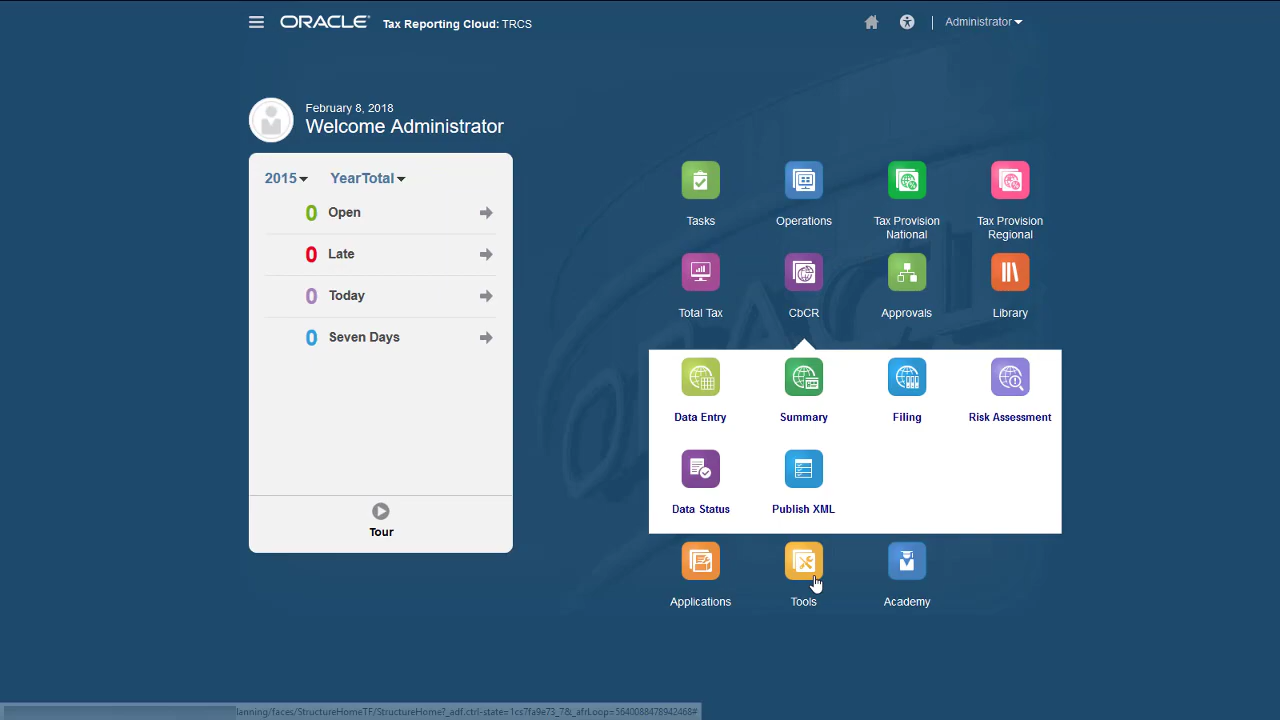 ORACLE Tax Reporting Cloud: TRCS
Administrator
February 8, 2018
Welcome Administrator
2015 YearTotal
0 Open
0 Late
0 Today
0 Seven Days
Tour
Tasks
Operations
Tax Provision
National
Tax Provision
Regional
Total Tax
CbCR
Approvals
Library
Data Entry
Summary
Filing
Risk Assessment
Data Status
Publish XML
Applications
Tools
Academy
lanning/faces/StructureHomeTF/StructureHome?_adf.ctrl-state=1cs7fa9e73_7&_afrLoop=5640088478942468#